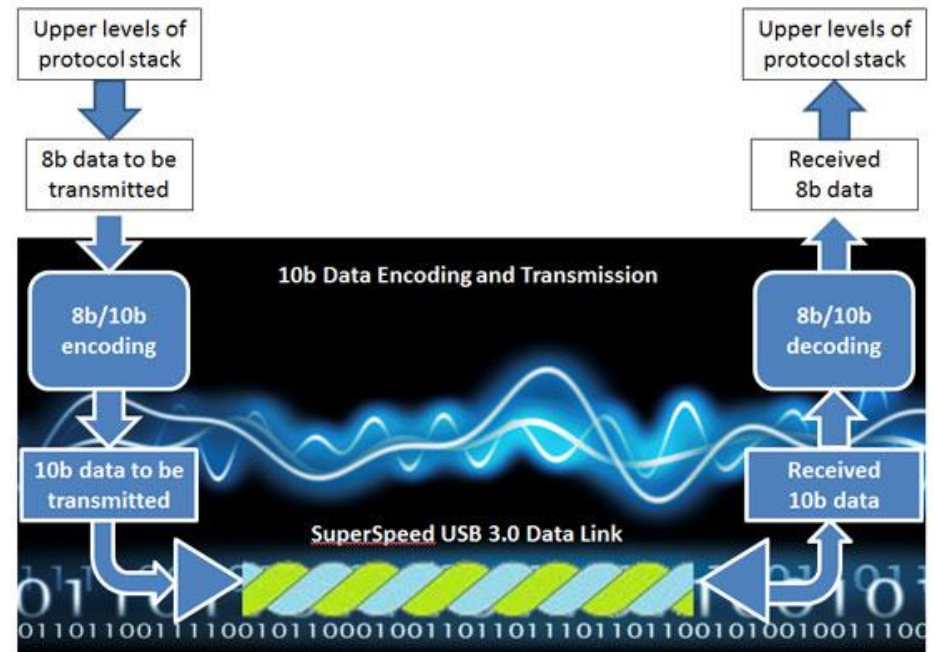 Upper levels of
protocol stack
Upper levels of
protocol stack
8b data to be
transmitted
Received
8b data
10b Data Encoding and Transmission
8b/10b
encoding
8b/10b
decoding
10b data to be
transmitted
Received
10b data
SuperSpeed USB 3.0 Data Link